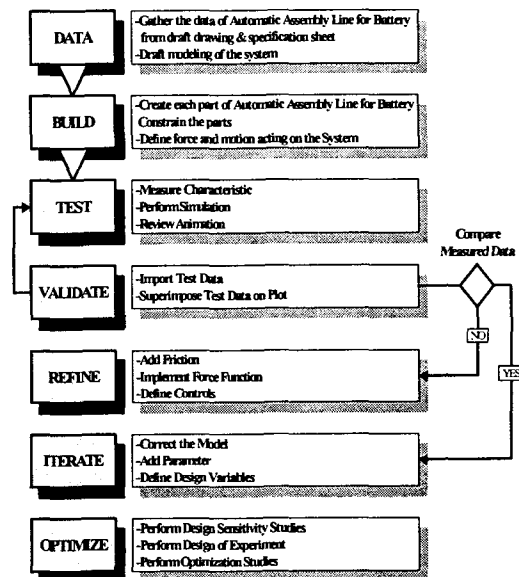 DATA
-Gather the data of Automatic Assembly Line for Battery
from draft drawing & specification sheet
-Draft modeling of the system
BUILD
-Create each part of Automatic Assembly Line for Battery
Constrain the parts
-Define force and motion acting on the System
TEST
-Measure Characteristic
-Perform Simulation
-Review Animation
Compare
Measured Data
VALIDATE
-Import Test Data
-Superimpose Test Data on Plot
NO
YES
REFINE
-Add Friction
-Implement Force Function
-Define Controls
ITERATE
-Correct the Model
-Add Parameter
-Define Design Variables
OPTIMIZE
-Perform Design Sensitivity Studies
-Perform Design of Experiment
-Perform Optimization Studies